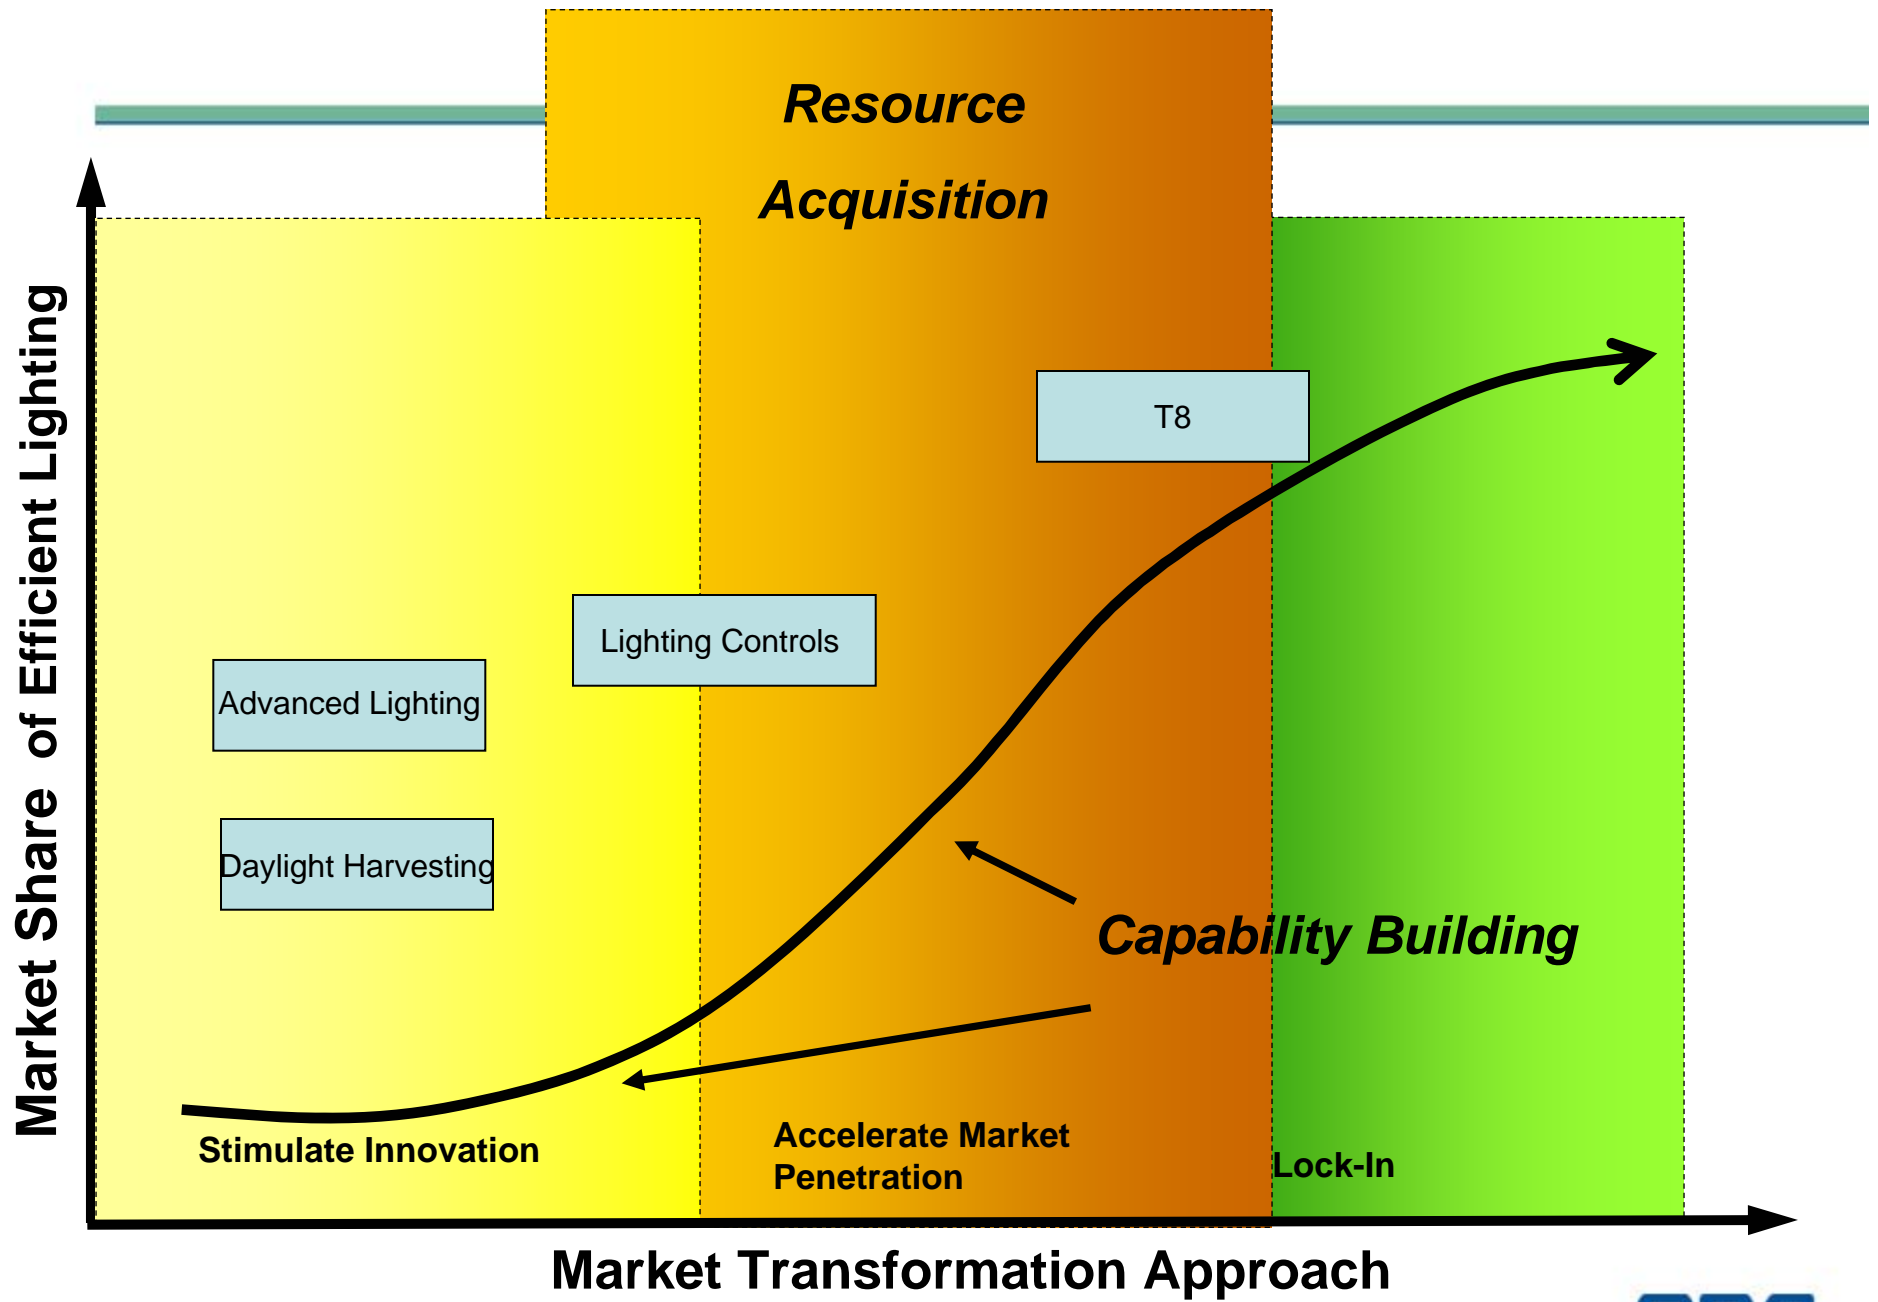 Resource
Acquisition
Market Share of Efficient Lighting
T8
Lighting Controls
Advanced Lighting
Daylight Harvesting
Capability Building
Stimulate Innovation
Accelerate Market
Penetration
Lock-In
Market Transformation Approach